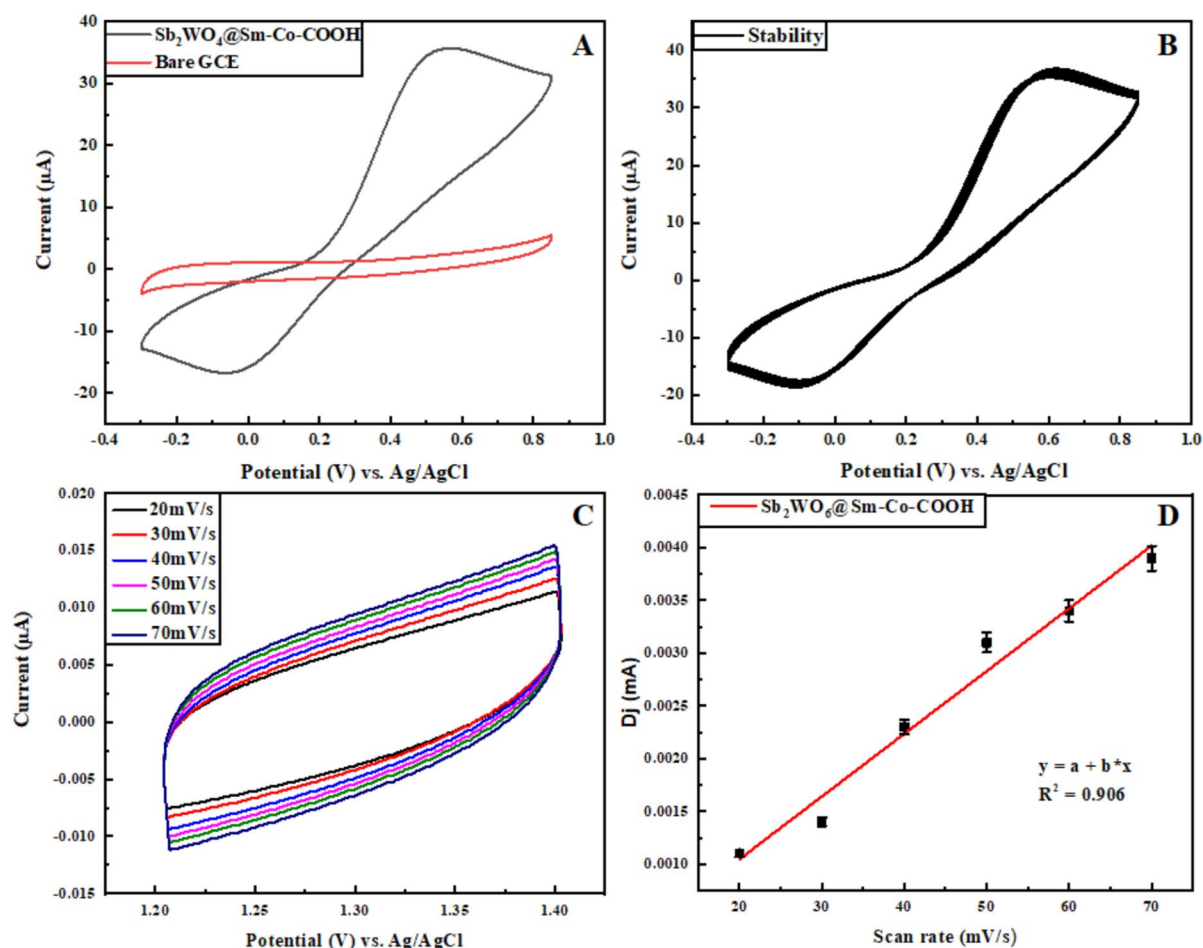 Sb₂WO₄@Sm-Co-COOH
Bare GCE
A
40
30
20
10
0
-10
-20
Current (µA)
-0.4 -0.2 0.0 0.2 0.4 0.6 0.8 1.0
Potential (V) vs. Ag/AgCl
Stability
B
40
30
20
10
0
-10
-20
Current (µA)
-0.4 -0.2 0.0 0.2 0.4 0.6 0.8 1.0
Potential (V) vs. Ag/AgCl
20mV/s
30mV/s
40mV/s
50mV/s
60mV/s
70mV/s
C
0.020
0.015
0.010
0.005
0.000
-0.005
-0.010
-0.015
Current (µA)
1.20 1.25 1.30 1.35 1.40
Potential (V) vs. Ag/AgCl
Sb₂WO₆@Sm-Co-COOH
D
0.0045
0.0040
0.0035
0.0030
0.0025
0.0020
0.0015
0.0010
Dj (mA)
y = a + b*x
R² = 0.906
20 30 40 50 60 70
Scan rate (mV/s)